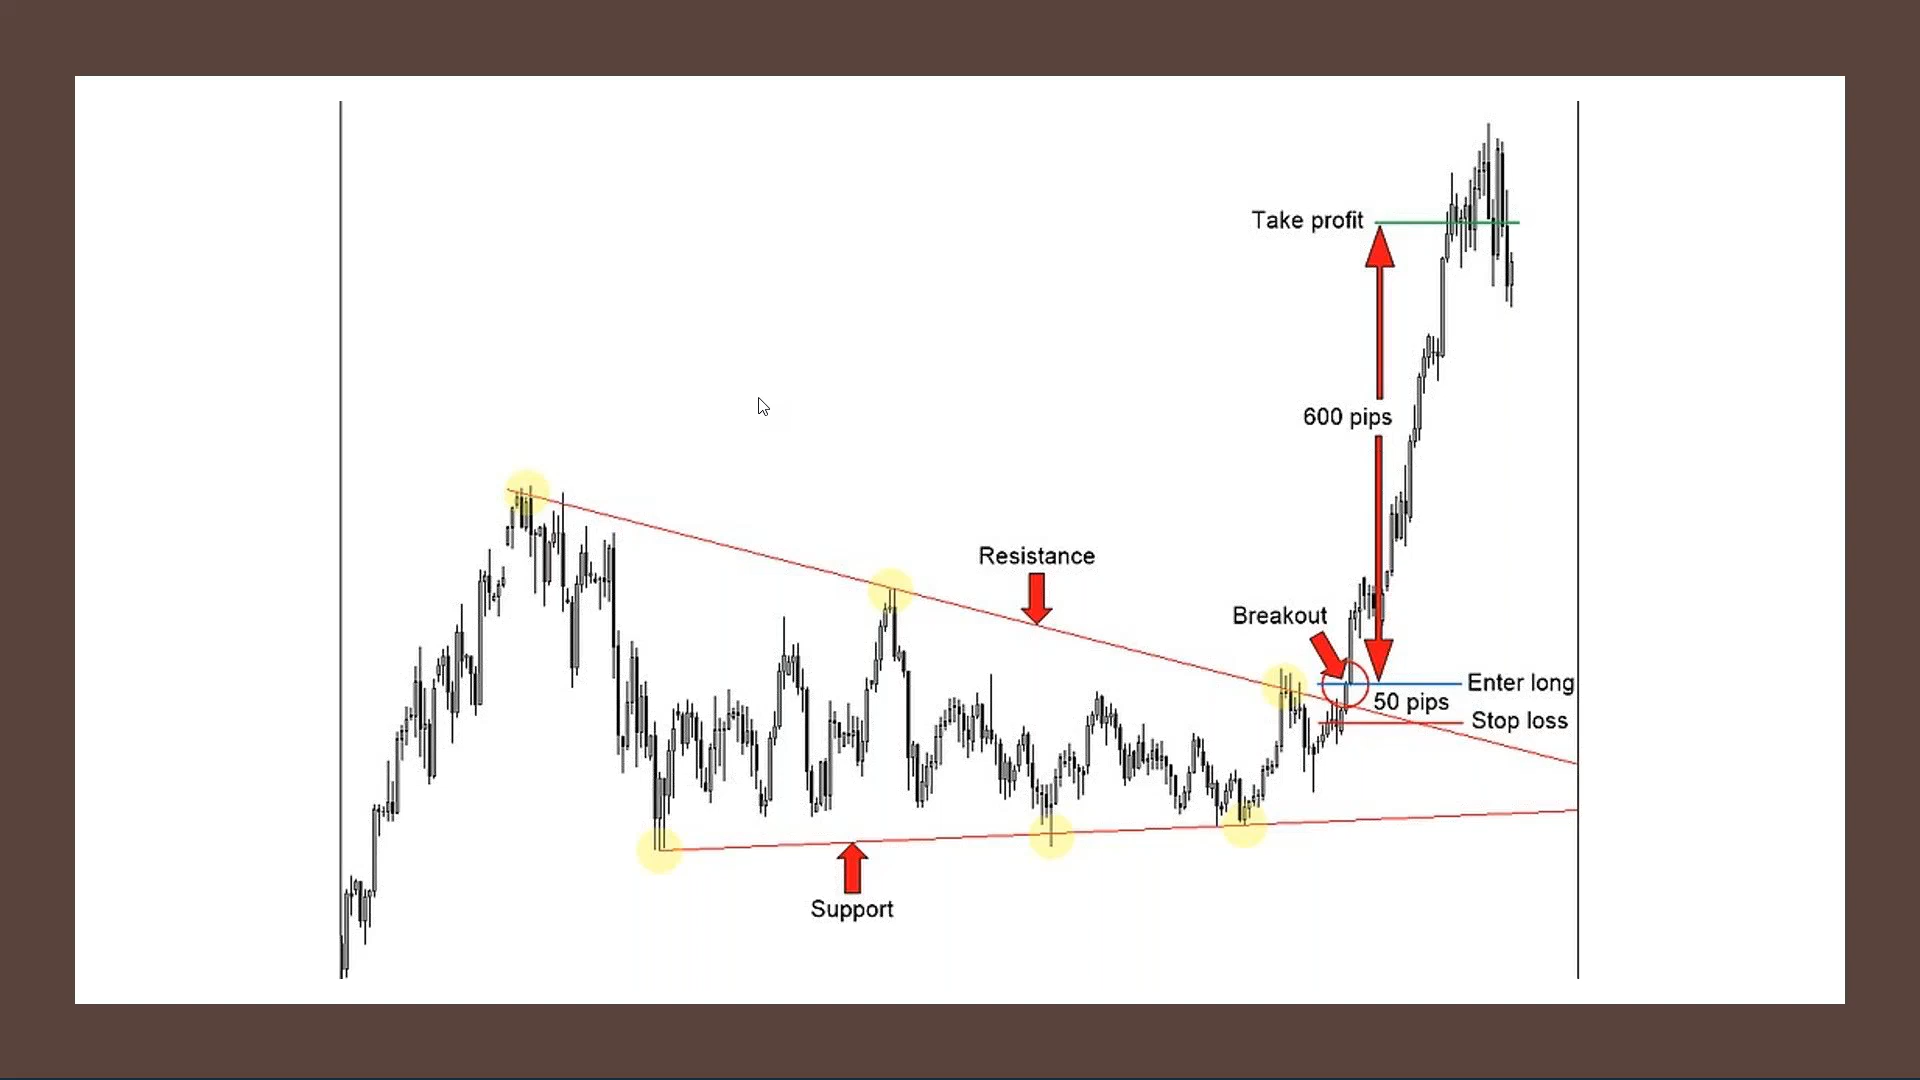 Take profit
600 pips
Resistance
Breakout
Enter long
50 pips
Stop loss
Support